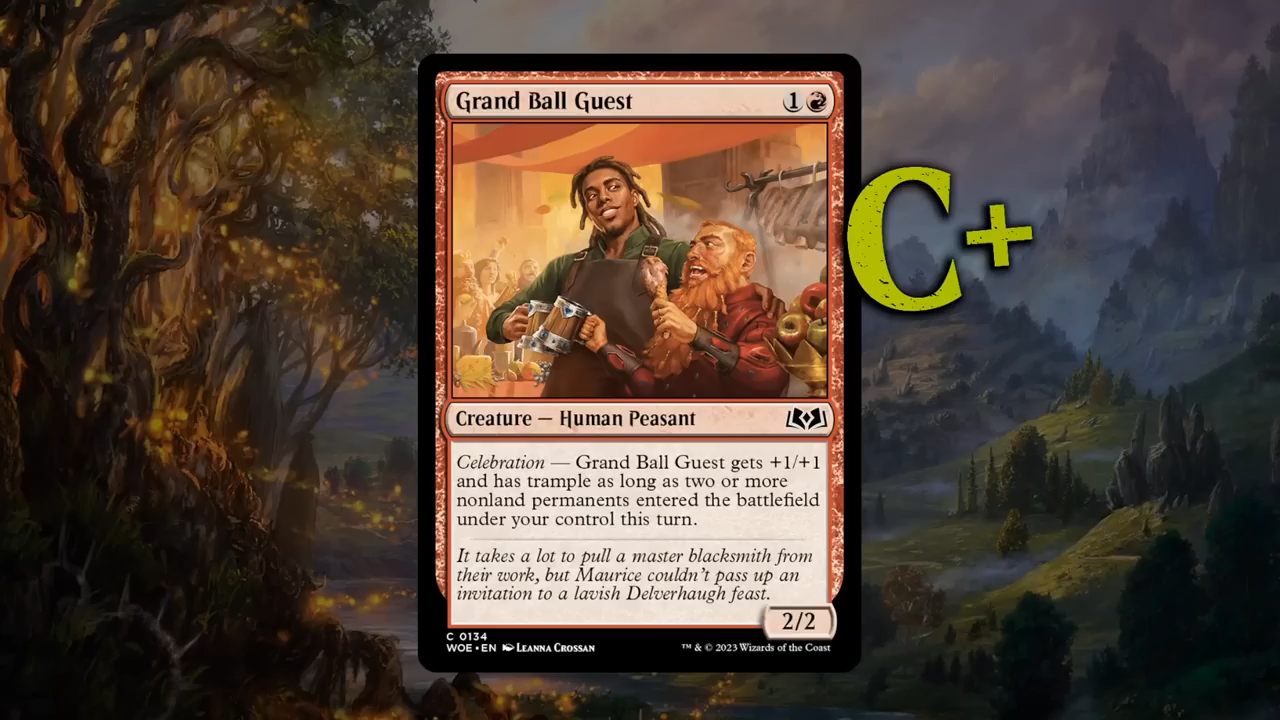 Grand Ball Guest 1
C+
Creature — Human Peasant
Celebration — Grand Ball Guest gets +1/+1
and has trample as long as two or more
nonland permanents entered the battlefield
under your control this turn.
It takes a lot to pull a master blacksmith from
their work, but Maurice couldn't pass up an
invitation to a lavish Delverhaugh feast.
2/2
C 0134
WOE • EN Leanna Crossan
™ & © 2023 Wizards of the Coast